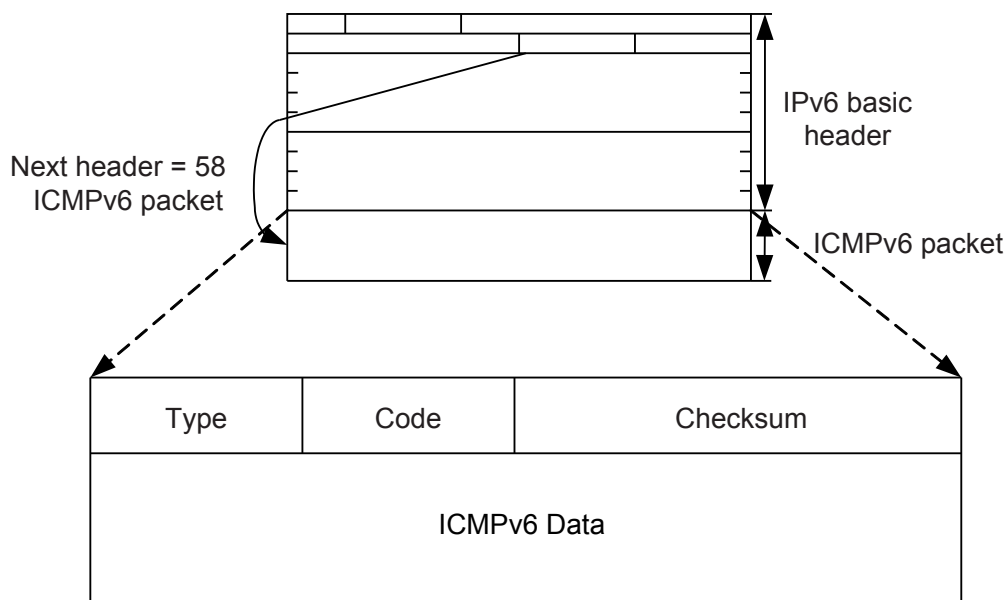 IPv6 basic
header
Next header = 58
ICMPv6 packet
ICMPv6 packet
Type
Code
Checksum
ICMPv6 Data